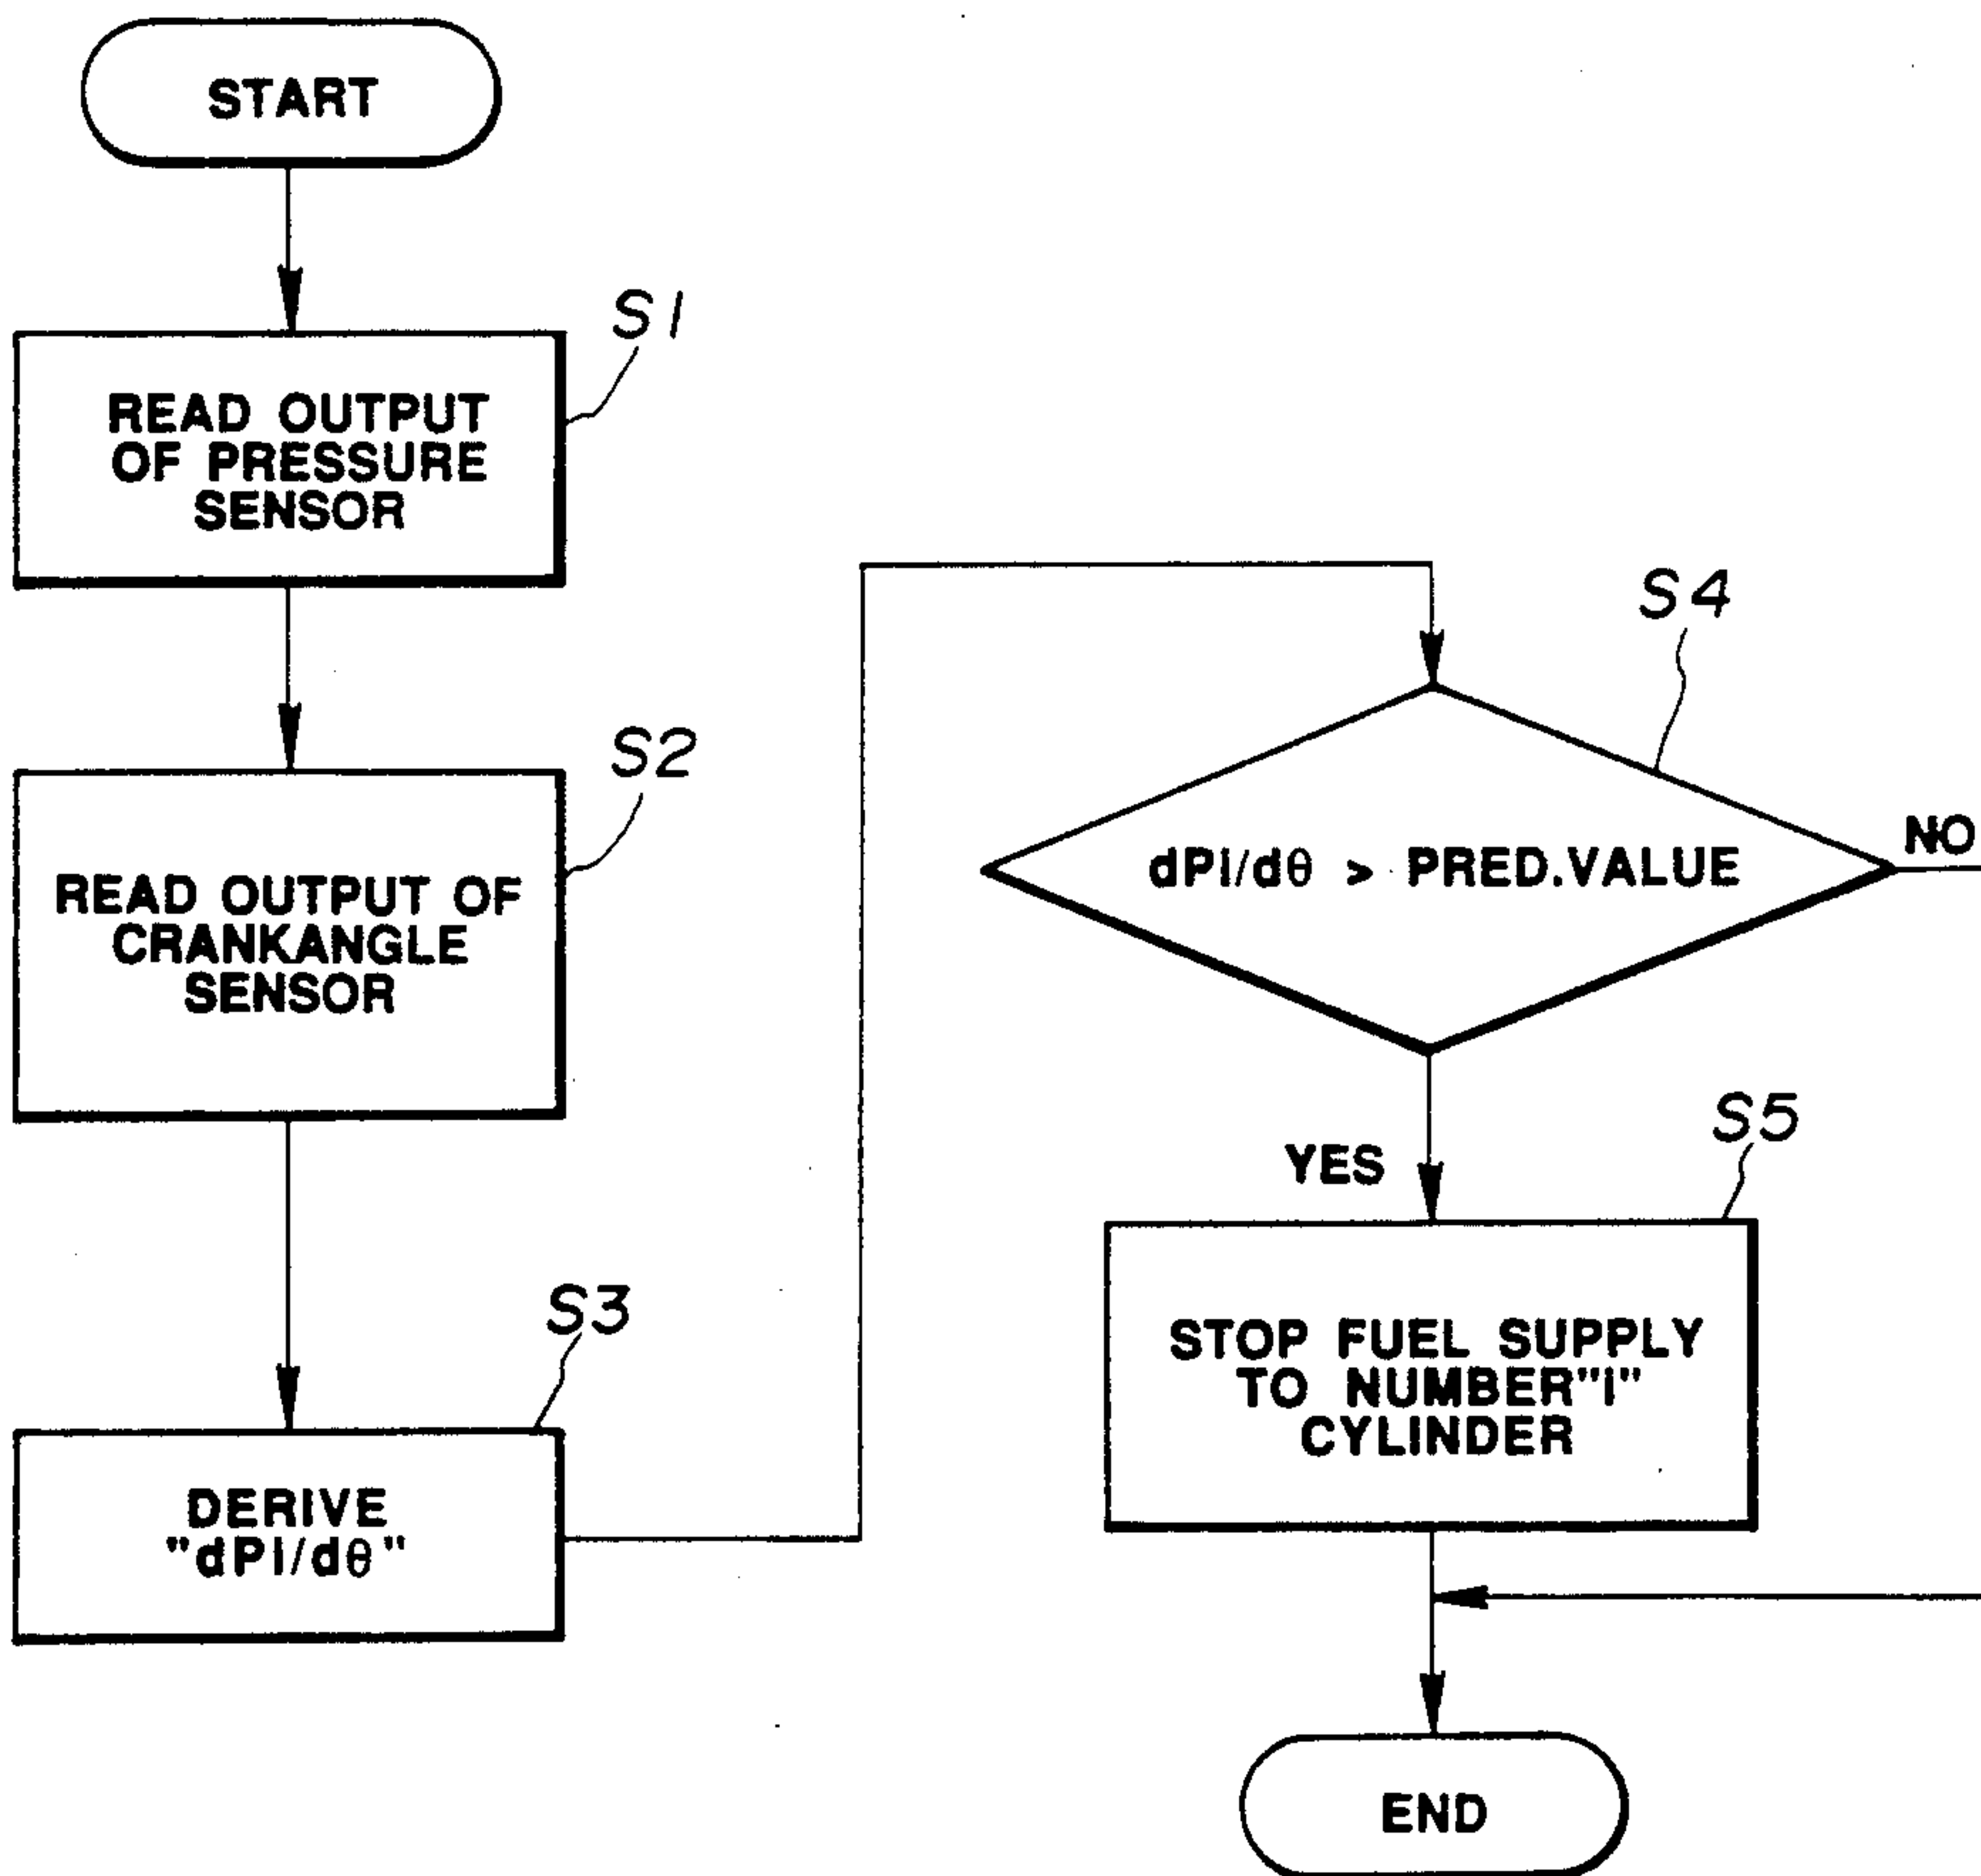 START
S1
READ OUTPUT
OF PRESSURE
SENSOR
S2
READ OUTPUT OF
CRANKANGLE
SENSOR
S3
DERIVE
"dPi/dθ"
S4
dPi/dθ > PRED.VALUE
NO
YES
S5
STOP FUEL SUPPLY
TO NUMBER"i"
CYLINDER
END